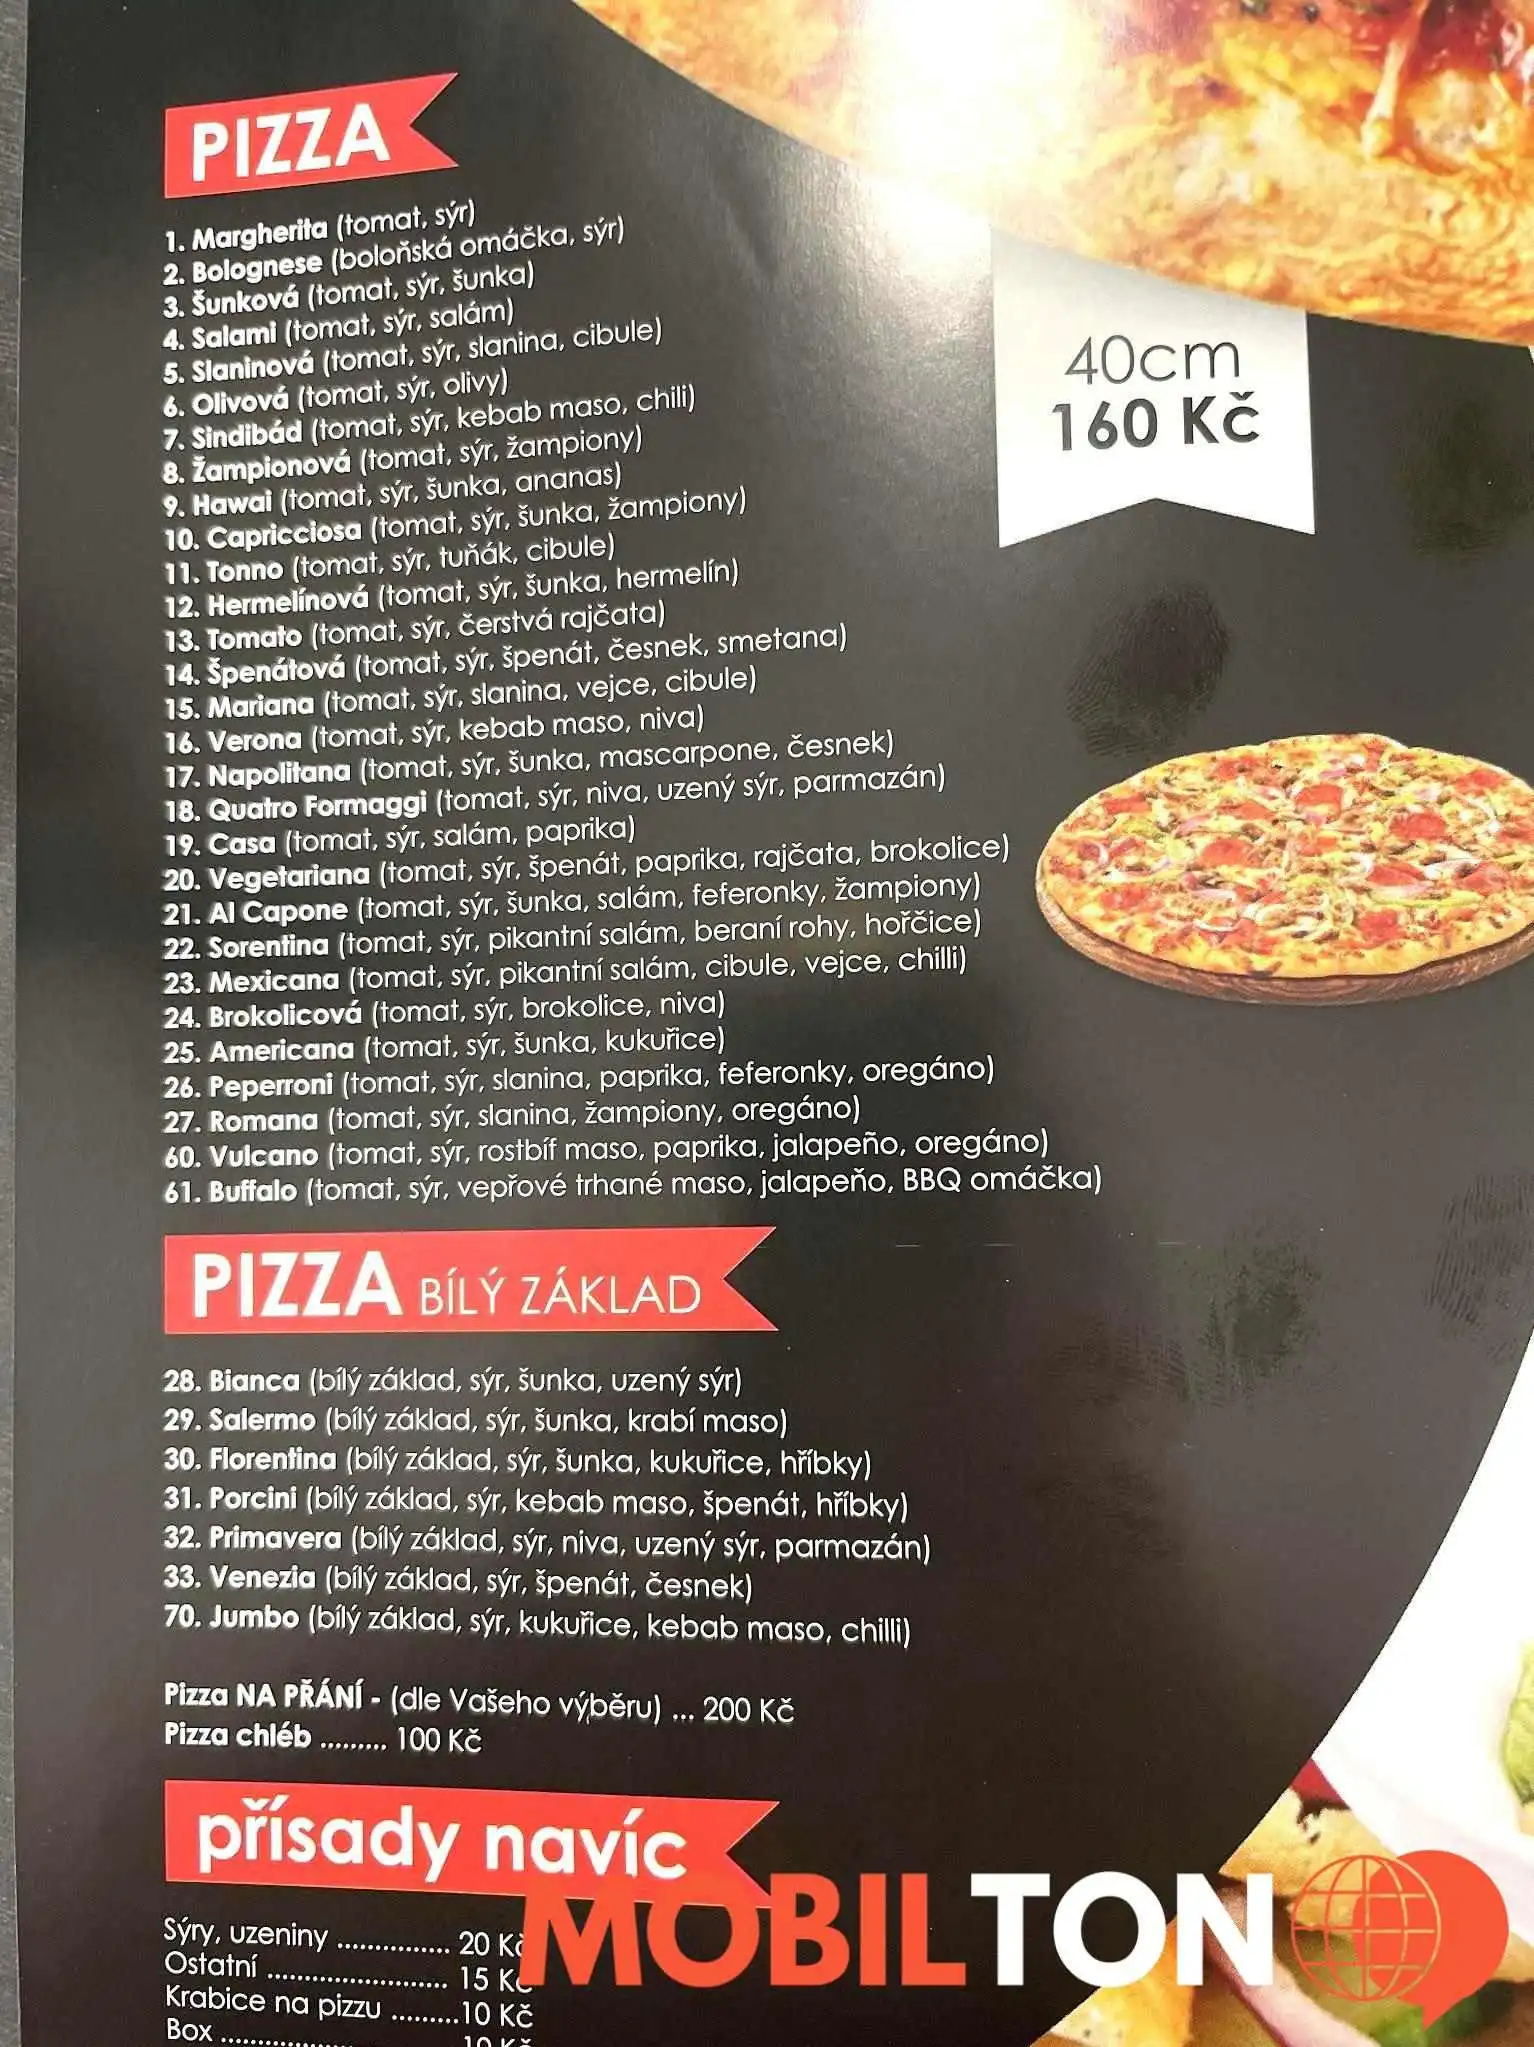 PIZZA
1. Margherita (tomat, sýr)
2. Bolognese (boloňská omáčka, sýr)
3. Šunková (tomat, sýr, šunka)
4. Salami (tomat, sýr, salám)
5. Slaninová (tomat, sýr, slanina, cibule)
6. Olivová (tomat, sýr, olivy)
7. Sindibád (tomat, sýr, kebab maso, chili)
8. Žampionová (tomat, sýr, žampiony)
9. Hawai (tomat, sýr, šunka, ananas)
10. Capricciosa (tomat, sýr, šunka, žampiony)
11. Tonno (tomat, sýr, tuňák, cibule)
12. Hermelínová (tomat, sýr, šunka, hermelín)
13. Tomato (tomat, sýr, čerstvá rajčata)
14. Špenátová (tomat, sýr, špenát, česnek, smetana)
15. Mariana (tomat, sýr, slanina, vejce, cibule)
16. Verona (tomat, sýr, kebab maso, niva)
17. Napolitana (tomat, sýr, šunka, mascarpone, česnek)
18. Quatro Formaggi (tomat, sýr, niva, uzený sýr, parmazán)
19. Casa (tomat, sýr, salám, paprika)
20. Vegetariana (tomat, sýr, špenát, paprika, rajčata, brokolice)
21. Al Capone (tomat, sýr, šunka, salám, feferonky, žampiony)
22. Sorentina (tomat, sýr, pikantní salám, beraní rohy, hořčice)
23. Mexicana (tomat, sýr, pikantní salám, cibule, vejce, chilli)
24. Brokolicová (tomat, sýr, brokolice, niva)
25. Americana (tomat, sýr, šunka, kukuřice)
26. Peperroni (tomat, sýr, slanina, paprika, feferonky, oregáno)
27. Romana (tomat, sýr, slanina, žampiony, oregáno)
60. Vulcano (tomat, sýr, rostbíf maso, paprika, jalapeño, oregáno)
61. Buffalo (tomat, sýr, vepřové trhané maso, jalapeňo, BBQ omáčka)
40cm
160 Kč
PIZZA BÍLÝ ZÁKLAD
28. Bianca (bílý základ, sýr, šunka, uzený sýr)
29. Salermo (bílý základ, sýr, šunka, krabí maso)
30. Florentina (bílý základ, sýr, šunka, kukuřice, hříbky)
31. Porcini (bílý základ, sýr, kebab maso, špenát, hříbky)
32. Primavera (bílý základ, sýr, niva, uzený sýr, parmazán)
33. Venezia (bílý základ, sýr, špenát, česnek)
70. Jumbo (bílý základ, sýr, kukuřice, kebab maso, chilli)
Pizza NA PŘÁNÍ - (dle Vašeho výběru) ... 200 Kč
Pizza chléb ......... 100 Kč
přísady navíc
Sýry, uzeniny ............... 20 Kč
Ostatní ........................ 15 Kč
Krabice na pizzu .........10 Kč
Box ..................... 10 Kč
MOBILTON